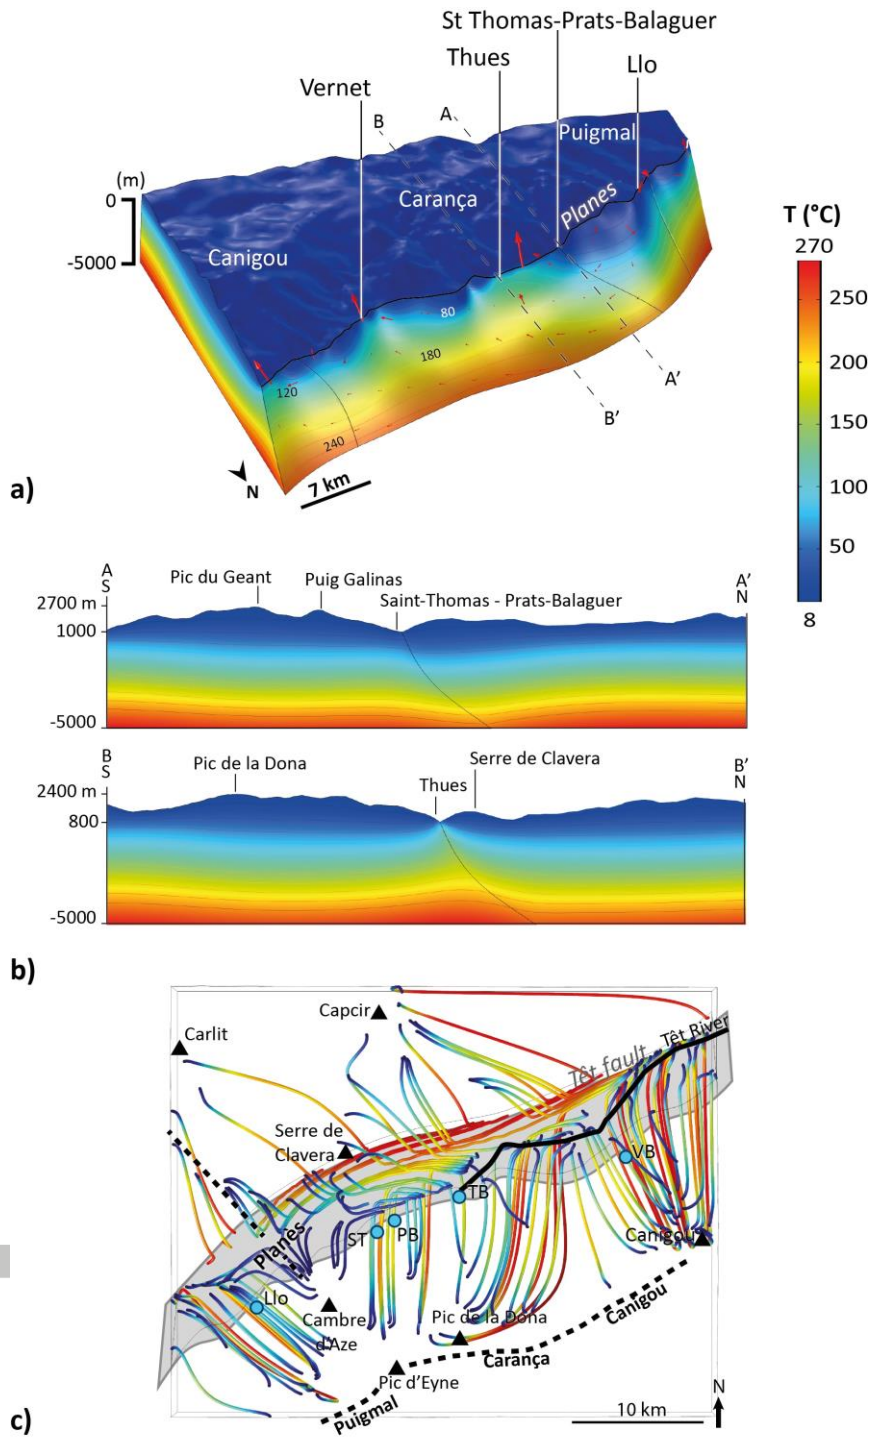 St Thomas-Prats-Balaguer
Thues
Llo
Vernet
B
A
Puigmal
(m)
0
Carança
Planes
T (°C)
270
-5000
Canigou
250
80
200
180
A'
150
120
B'
240
100
N
7 km
a)
50
8
A
S
A'
N
Pic du Geant
Puig Galinas
Saint-Thomas - Prats-Balaguer
2700 m
1000
-5000
B
S
B'
N
Pic de la Dona
Serre de Clavera
Thues
2400 m
800
-5000
b)
Capcir
Carlit
Têt River
Têt fault
Serre de
Clavera
VB
TB
PB
ST
Planès
Canigou
Llo
Cambre
d'Aze
Pic de la Dona
Canigou
Carança
Pic d'Eyne
Puigmal
N
10 km
c)